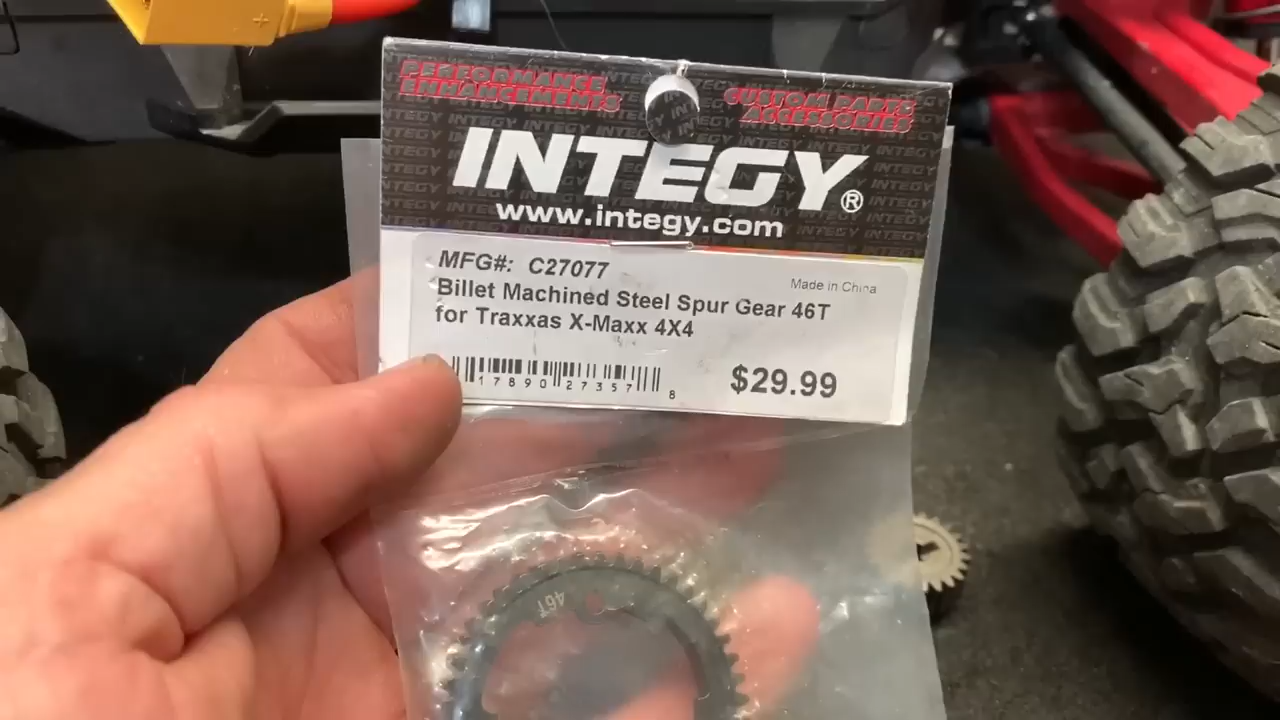 PERFORMANCE
ENHANCEMENTS
CUSTOM PARTS
ACCESSORIES
INTEGY®
www.integy.com
MFG#: C27077
Made in China
Billet Machined Steel Spur Gear 46T
for Traxxas X-Maxx 4X4
17890 27357 8
$29.99
46T